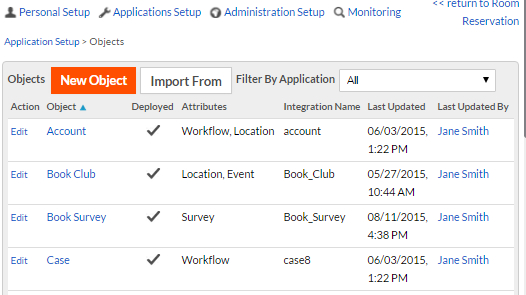 << return to Room
Personal Setup Applications Setup Administration Setup Monitoring
Reservation
Application Setup > Objects
Objects New Object Import From Filter By Application All
Action Object Deployed Attributes Integration Name Last Updated Last Updated By
Edit Account Workflow, Location account 06/03/2015, Jane Smith
1:22 PM
Edit Book Club Location, Event Book_Club 05/27/2015, Jane Smith
10:44 AM
Edit Book Survey Survey Book_Survey 08/11/2015, Jane Smith
4:38 PM
Edit Case Workflow case8 06/03/2015, Jane Smith
1:22 PM